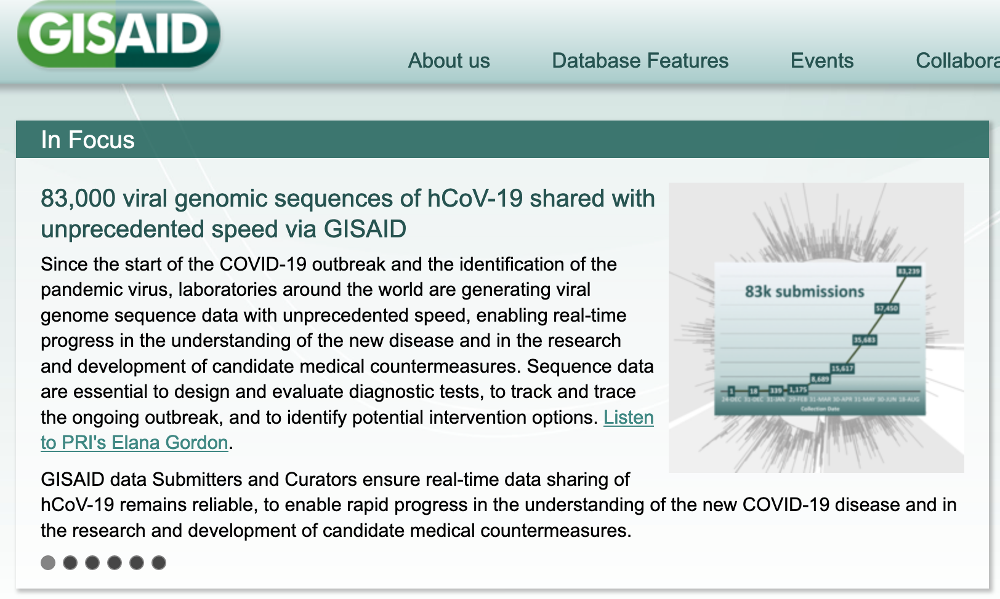 GISAID
About us
Database Features
Events
Collabora
In Focus
83,000 viral genomic sequences of hCoV-19 shared with
unprecedented speed via GISAID
Since the start of the COVID-19 outbreak and the identification of the
pandemic virus, laboratories around the world are generating viral
genome sequence data with unprecedented speed, enabling real-time
progress in the understanding of the new disease and in the research
and development of candidate medical countermeasures. Sequence data
are essential to design and evaluate diagnostic tests, to track and trace
the ongoing outbreak, and to identify potential intervention options. Listen
to PRI's Elana Gordon.
GISAID data Submitters and Curators ensure real-time data sharing of
hCoV-19 remains reliable, to enable rapid progress in the understanding of the new COVID-19 disease and in
the research and development of candidate medical countermeasures.
83k submissions
83,239
57,450
35,683
15,617
8,689
1 18 339 1,175
24-DEC 31-DEC 31-JAN 29-FEB 31-MAR 30-APR 31-MAY 30-JUN 18-AUG
Collection Date